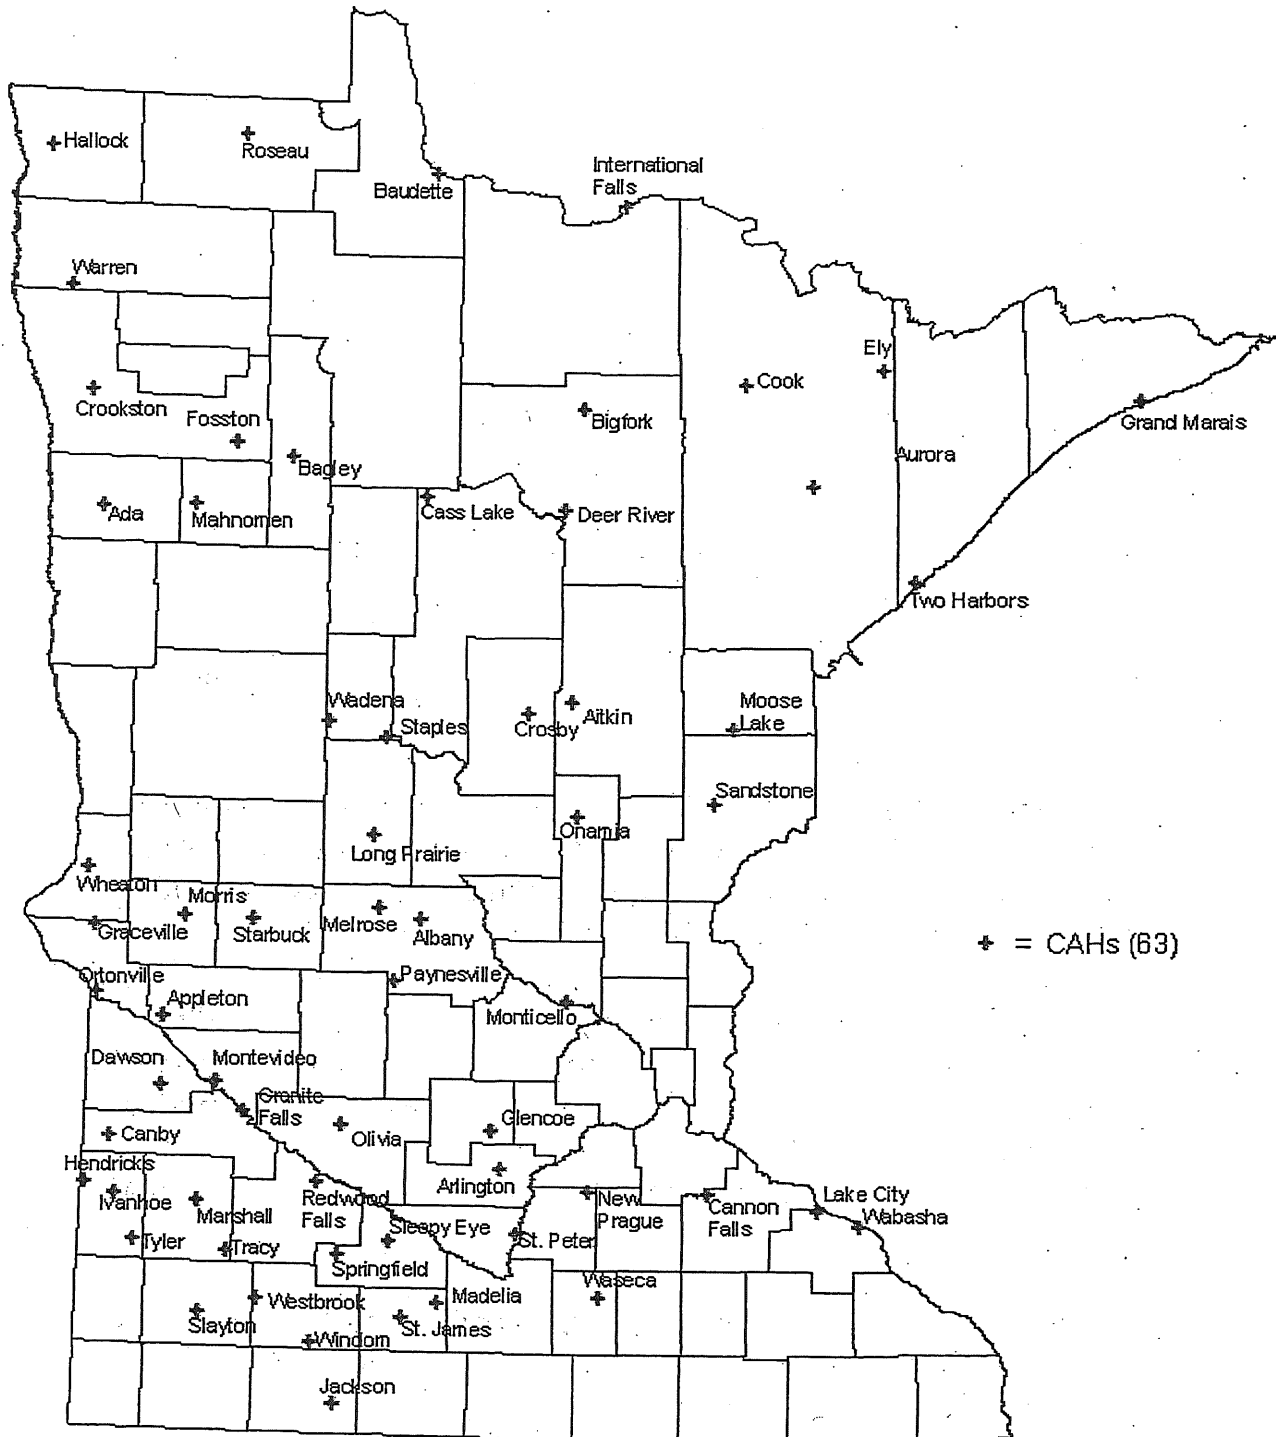 Hallock
Roseau
Baudette
International
Falls
Warren
Ely
Cook
Crookston
Fosston
Bigfork
Grand Marais
Bagley
Aurora
Ada
Mahnomen
Cass Lake
Deer River
Two Harbors
Wadena
Staples
Crosby
Aitkin
Moose
Lake
Sandstone
Onamia
Long Prairie
Wheaton
Morris
Graceville
Starbuck
Melrose
Albany
= CAHs (63)
Ortonville
Appleton
Paynesville
Monticello
Dawson
Montevideo
Granite
Falls
Canby
Olivia
Glencoe
Hendricks
Ivanhoe
Marshall
Redwood
Falls
Arlington
New
Prague
Cannon
Falls
Lake City
Wabasha
Tyler
Tracy
Sleepy Eye
St. Peter
Springfield
Waseca
Slayton
Westbrook
Madelia
St. James
Windom
Jackson